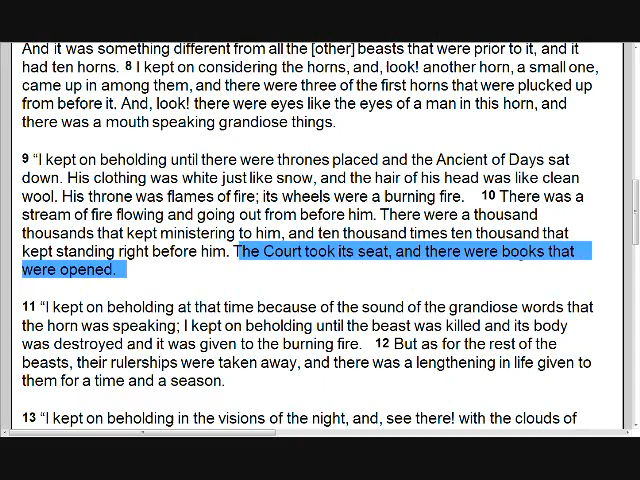 And it was something different from all the [other] beasts that were prior to it, and it
had ten horns. 8 I kept on considering the horns, and, look! another horn, a small one,
came up in among them, and there were three of the first horns that were plucked up
from before it. And, look! there were eyes like the eyes of a man in this horn, and
there was a mouth speaking grandiose things.
9 “I kept on beholding until there were thrones placed and the Ancient of Days sat
down. His clothing was white just like snow, and the hair of his head was like clean
wool. His throne was flames of fire; its wheels were a burning fire. 10 There was a
stream of fire flowing and going out from before him. There were a thousand
thousands that kept ministering to him, and ten thousand times ten thousand that
kept standing right before him. The Court took its seat, and there were books that
were opened.
11 “I kept on beholding at that time because of the sound of the grandiose words that
the horn was speaking; I kept on beholding until the beast was killed and its body
was destroyed and it was given to the burning fire. 12 But as for the rest of the
beasts, their rulerships were taken away, and there was a lengthening in life given to
them for a time and a season.
13 “I kept on beholding in the visions of the night, and, see there! with the clouds of